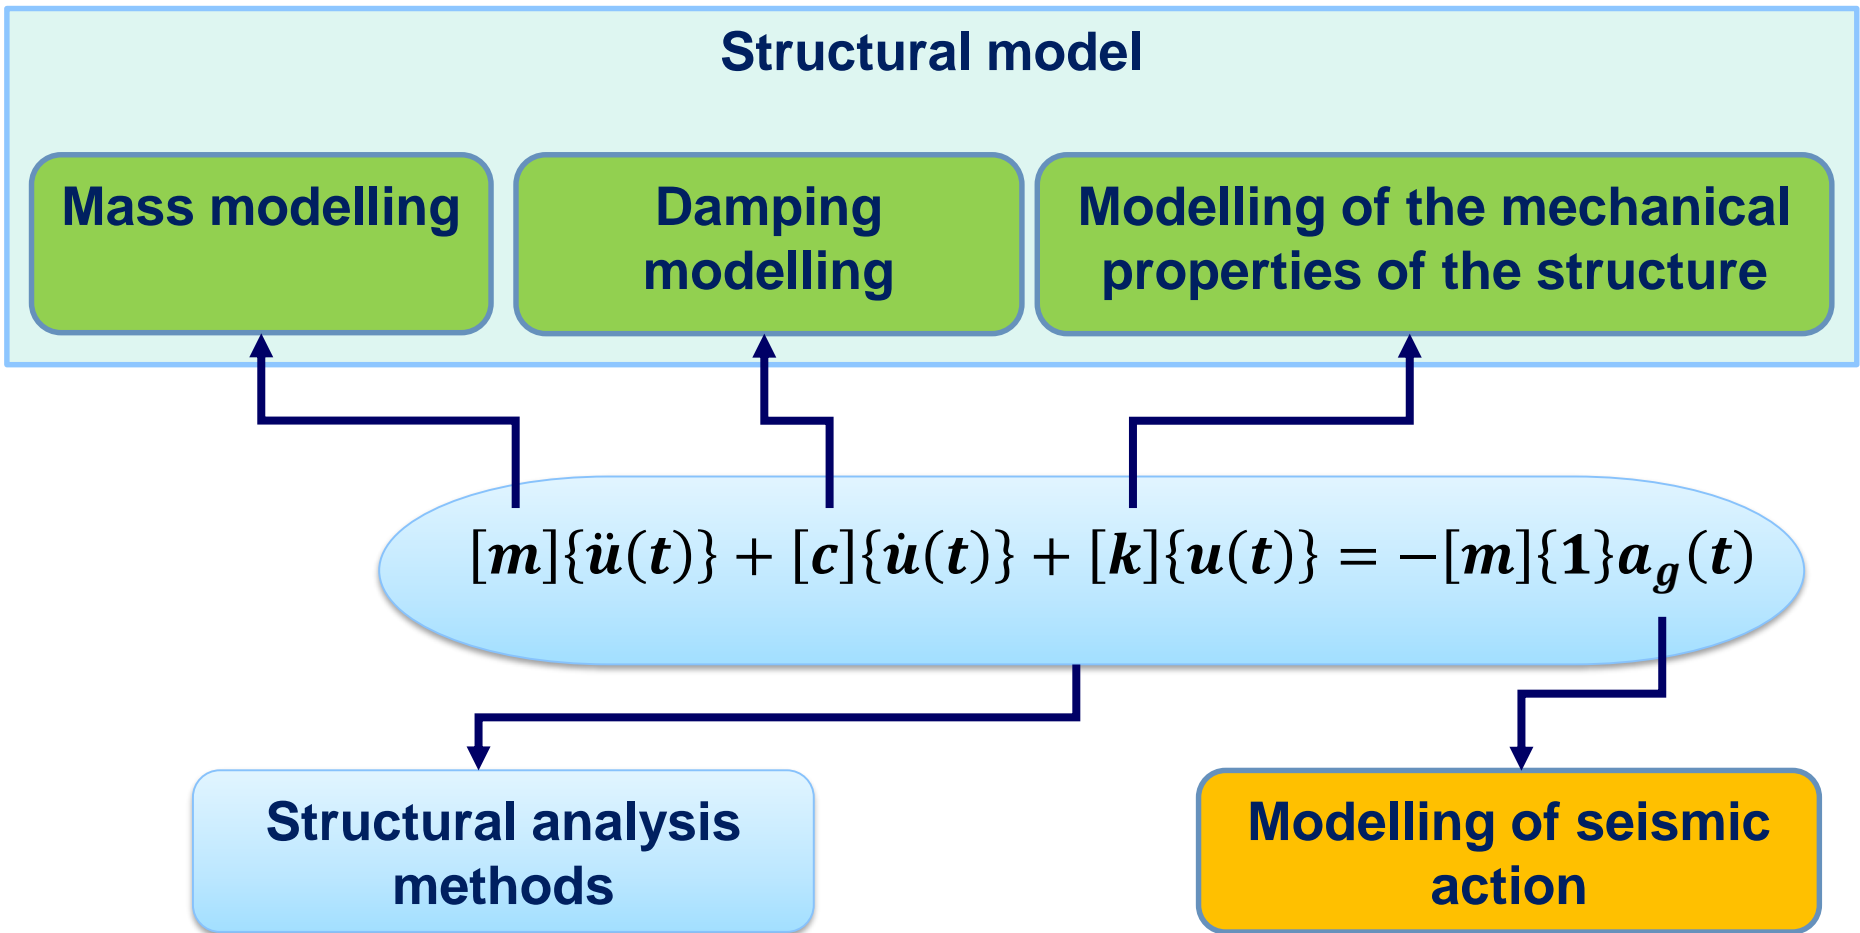 Structural model
Mass modelling
Damping
modelling
Modelling of the mechanical
properties of the structure
[m]{ü(t)} + [c]{u̇(t)} + [k]{u(t)} = −[m]{1}a_g(t)
Structural analysis
methods
Modelling of seismic
action